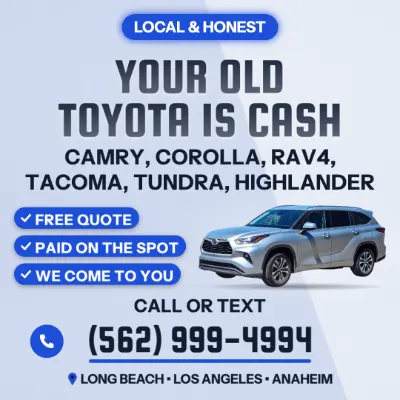 LOCAL & HONEST
YOUR OLD
TOYOTA IS CASH
CAMRY, COROLLA, RAV4,
TACOMA, TUNDRA, HIGHLANDER
FREE QUOTE
PAID ON THE SPOT
WE COME TO YOU
CALL OR TEXT
(562) 999-4994
LONG BEACH • LOS ANGELES • ANAHEIM